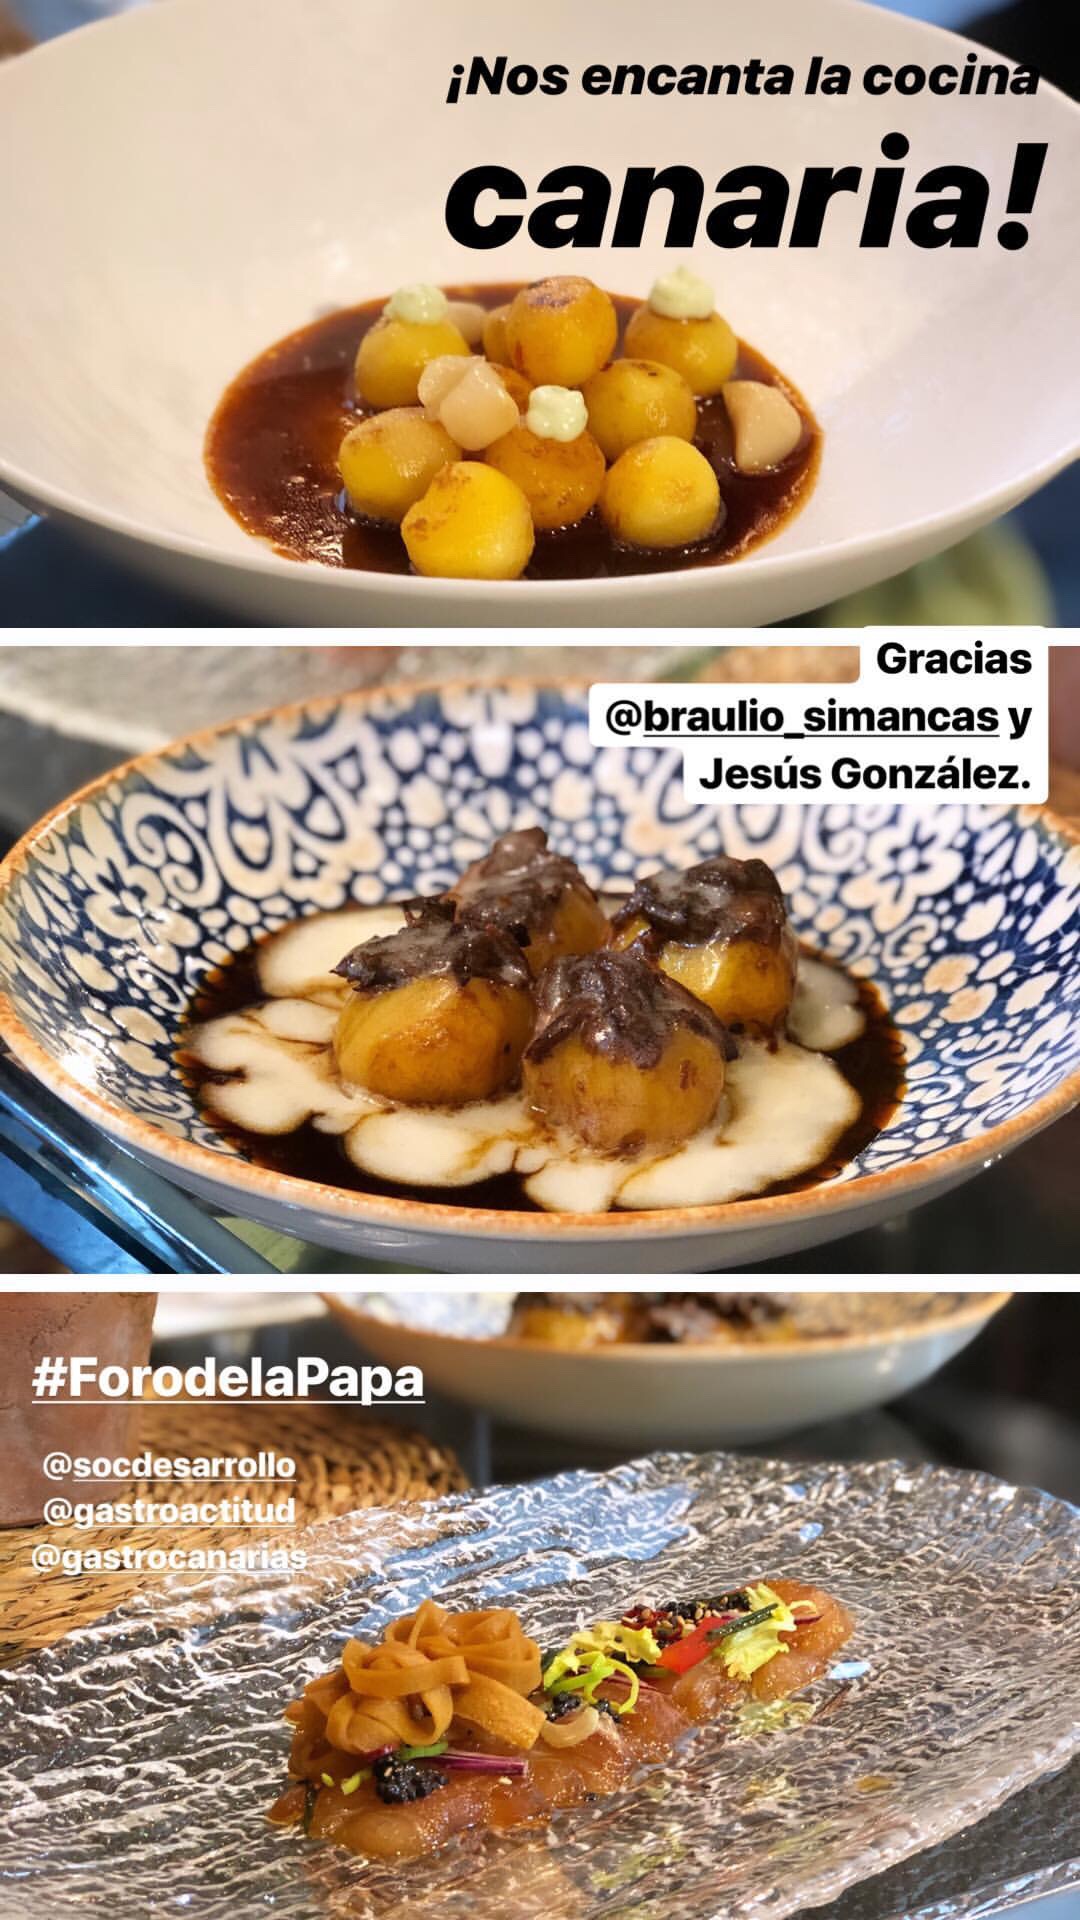 ¡Nos encanta la cocina
canaria!
Gracias
@braulio_simancas y
Jesús González.
#ForodelaPapa
@socdesarrollo
@gastroactitud
@gastrocanarias